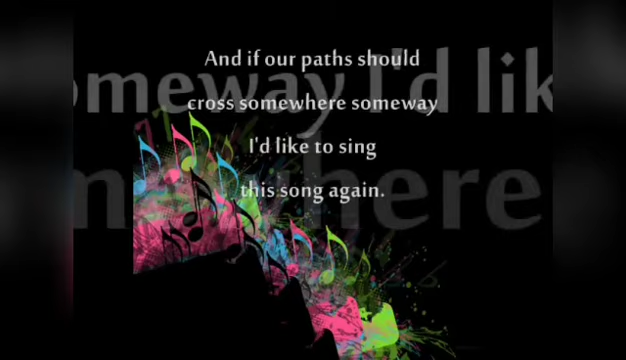 And if our paths should
cross somewhere someway
I'd like to sing
this song again.
omeway I'd lik
mewhere